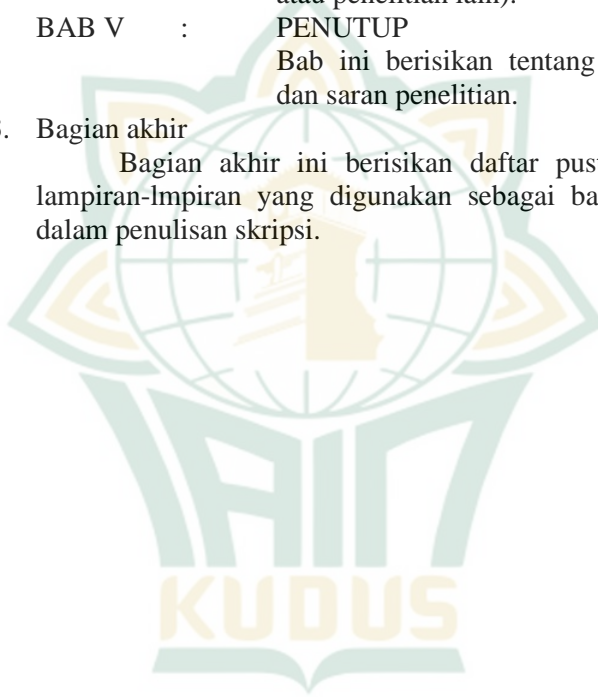 atau penelitian lain).
BAB V : PENUTUP
Bab ini berisikan tentang
dan saran penelitian.
Bagian akhir
Bagian akhir ini berisikan daftar pus
lampiran-lmpiran yang digunakan sebagai ba
dalam penulisan skripsi.
IAIN
KUDUS